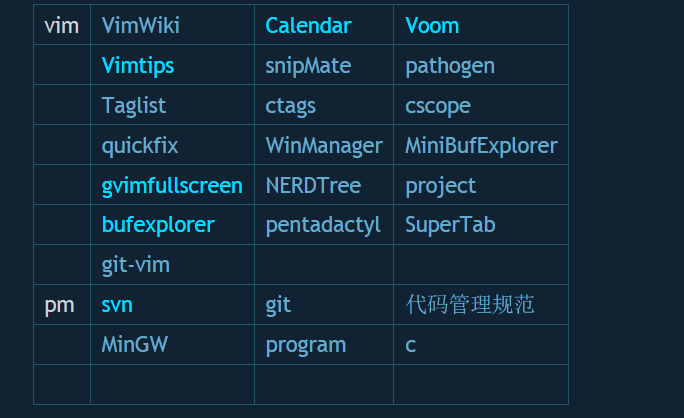 vim VimWiki Calendar Voom
Vimtips snipMate pathogen
Taglist ctags cscope
quickfix WinManager MiniBufExplorer
gvimfullscreen NERDTree project
bufexplorer pentadactyl SuperTab
git-vim
pm svn git 代码管理规范
MinGW program c